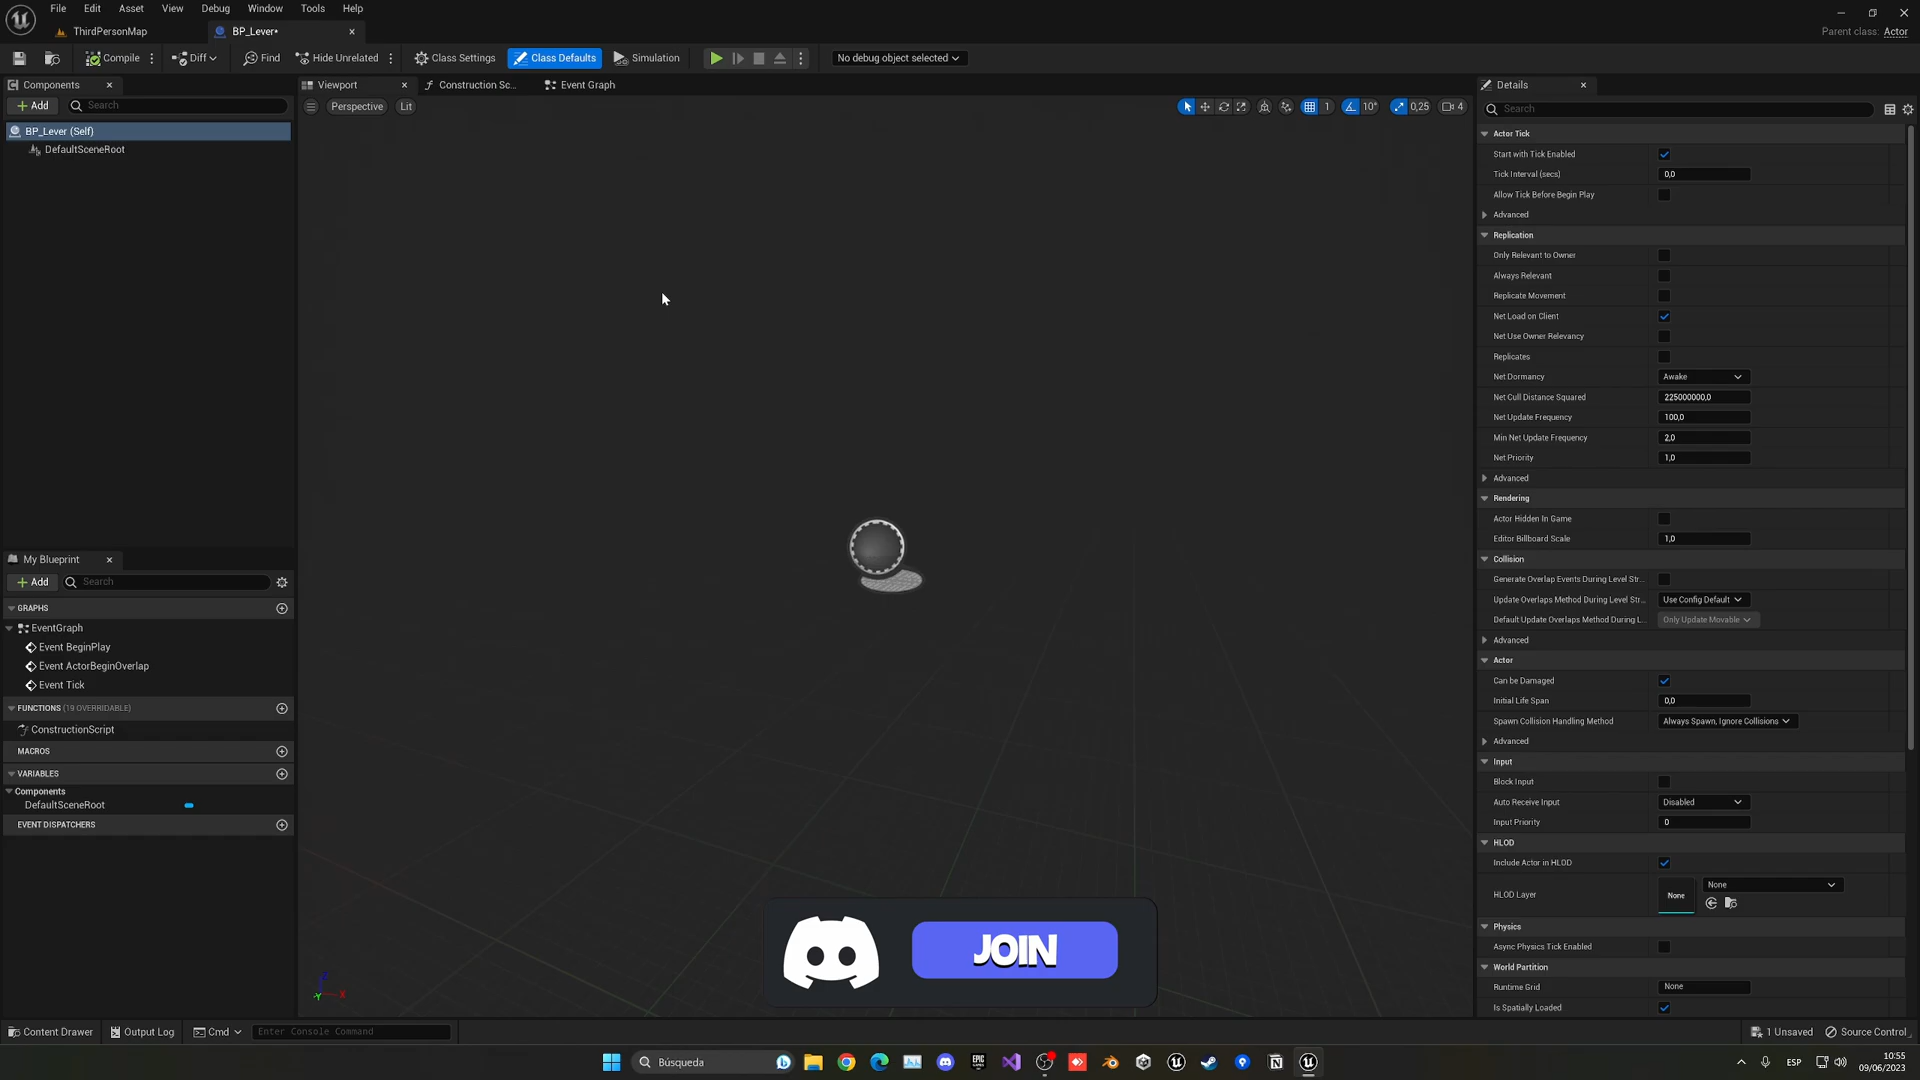 File Edit Asset View Debug Window Tools Help
ThirdPersonMap
BP_Lever•
Parent class: Actor
Compile
Diff
Find
Hide Unrelated
Class Settings
Class Defaults
Simulation
No debug object selected
Components
Add
Search
BP_Lever (Self)
DefaultSceneRoot
Viewport
Construction Sc...
Event Graph
Perspective
Lit
1
10°
0,25
4
My Blueprint
Add
Search
GRAPHS
EventGraph
Event BeginPlay
Event ActorBeginOverlap
Event Tick
FUNCTIONS (19 OVERRIDABLE)
ConstructionScript
MACROS
VARIABLES
Components
DefaultSceneRoot
EVENT DISPATCHERS
Details
Search
Actor Tick
Start with Tick Enabled
Tick Interval (secs) 0,0
Allow Tick Before Begin Play
Advanced
Replication
Only Relevant to Owner
Always Relevant
Replicate Movement
Net Load on Client
Net Use Owner Relevancy
Replicates
Net Dormancy Awake
Net Cull Distance Squared 225000000,0
Net Update Frequency 100,0
Min Net Update Frequency 2,0
Net Priority 1,0
Advanced
Rendering
Actor Hidden In Game
Editor Billboard Scale 1,0
Collision
Generate Overlap Events During Level Str...
Update Overlaps Method During Level Str... Use Config Default
Default Update Overlaps Method During L... Only Update Movable
Advanced
Actor
Can be Damaged
Initial Life Span 0,0
Spawn Collision Handling Method Always Spawn, Ignore Collisions
Advanced
Input
Block Input
Auto Receive Input Disabled
Input Priority 0
HLOD
Include Actor in HLOD
HLOD Layer None None
Physics
Async Physics Tick Enabled
World Partition
Runtime Grid None
Is Spatially Loaded
JOIN
Z
Y X
Content Drawer
Output Log
Cmd
Enter Console Command
1 Unsaved
Source Control
Búsqueda
EPIC GAMES
ESP
10:55
09/06/2023